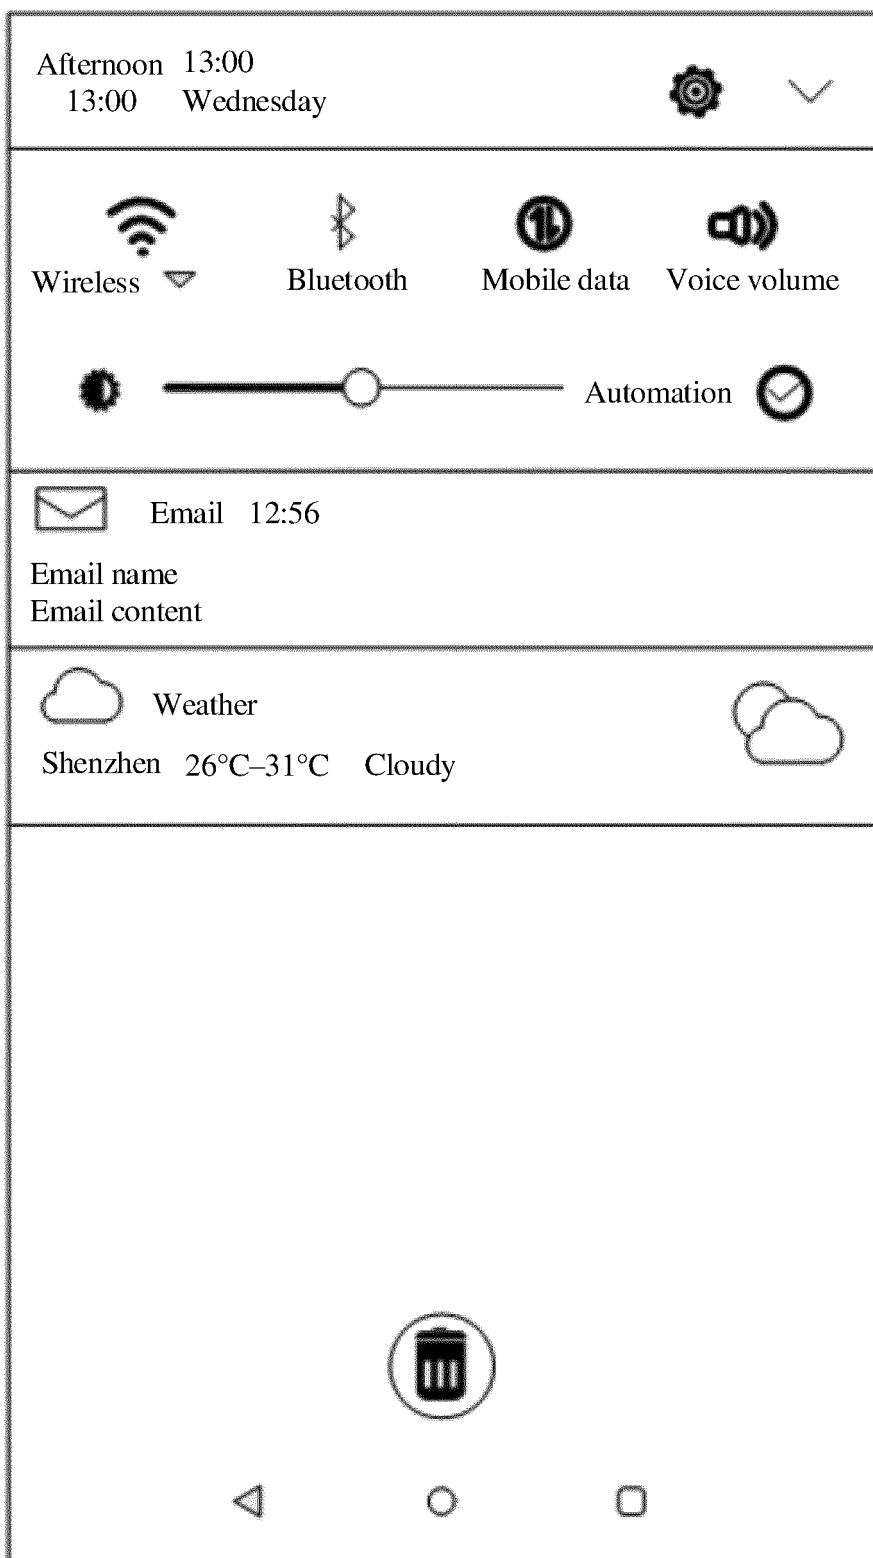 Afternoon 13:00
13:00 Wednesday
Wireless Bluetooth Mobile data Voice volume
Automation
Email 12:56
Email name
Email content
Weather
Shenzhen 26°C–31°C Cloudy